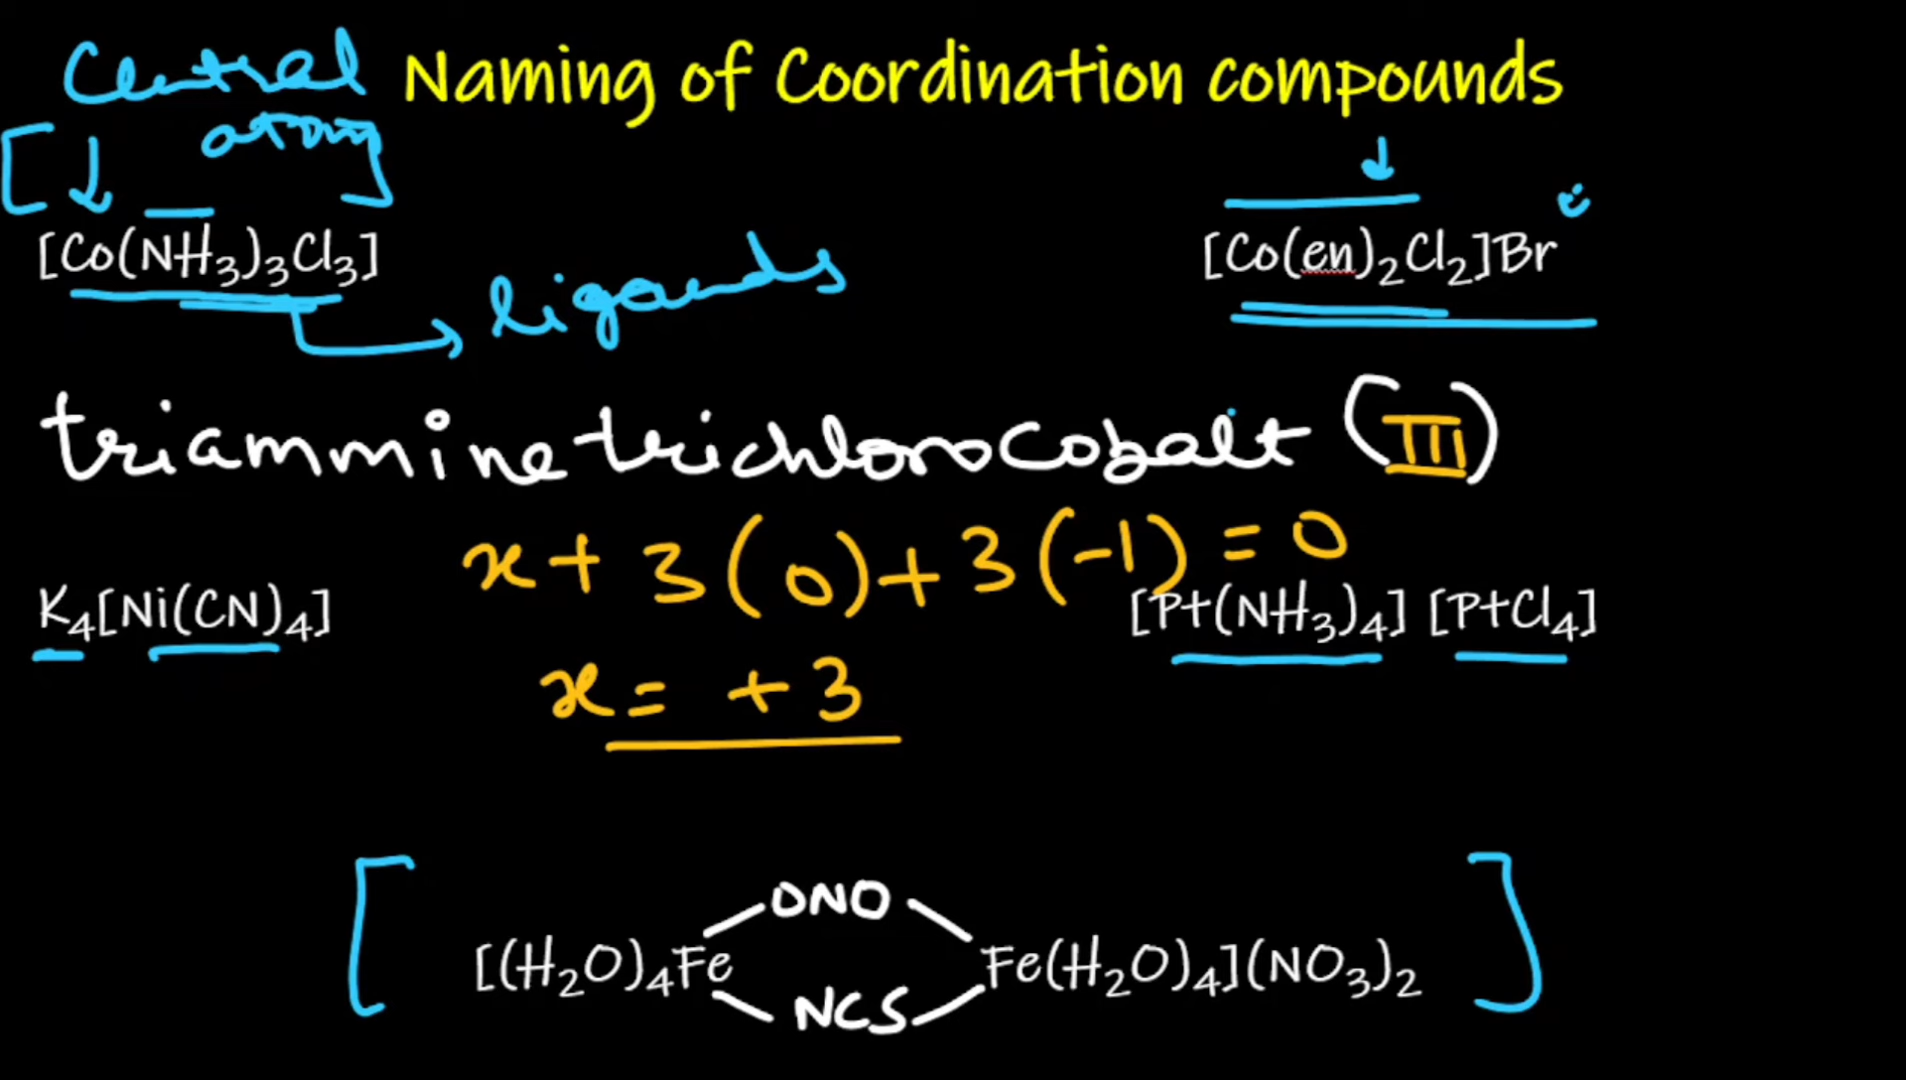 Central Naming of Coordination compounds
[ atom ]
[Co(NH₃)₃Cl₃] [Co(en)₂Cl₂]Br
ligands
triamminetrichlorocobalt (III)
x + 3(0) + 3(-1) = 0
K₄[Ni(CN)₄] [Pt(NH₃)₄] [PtCl₄]
x = +3
ONO
[(H₂O)₄Fe Fe(H₂O)₄](NO₃)₂
NCS